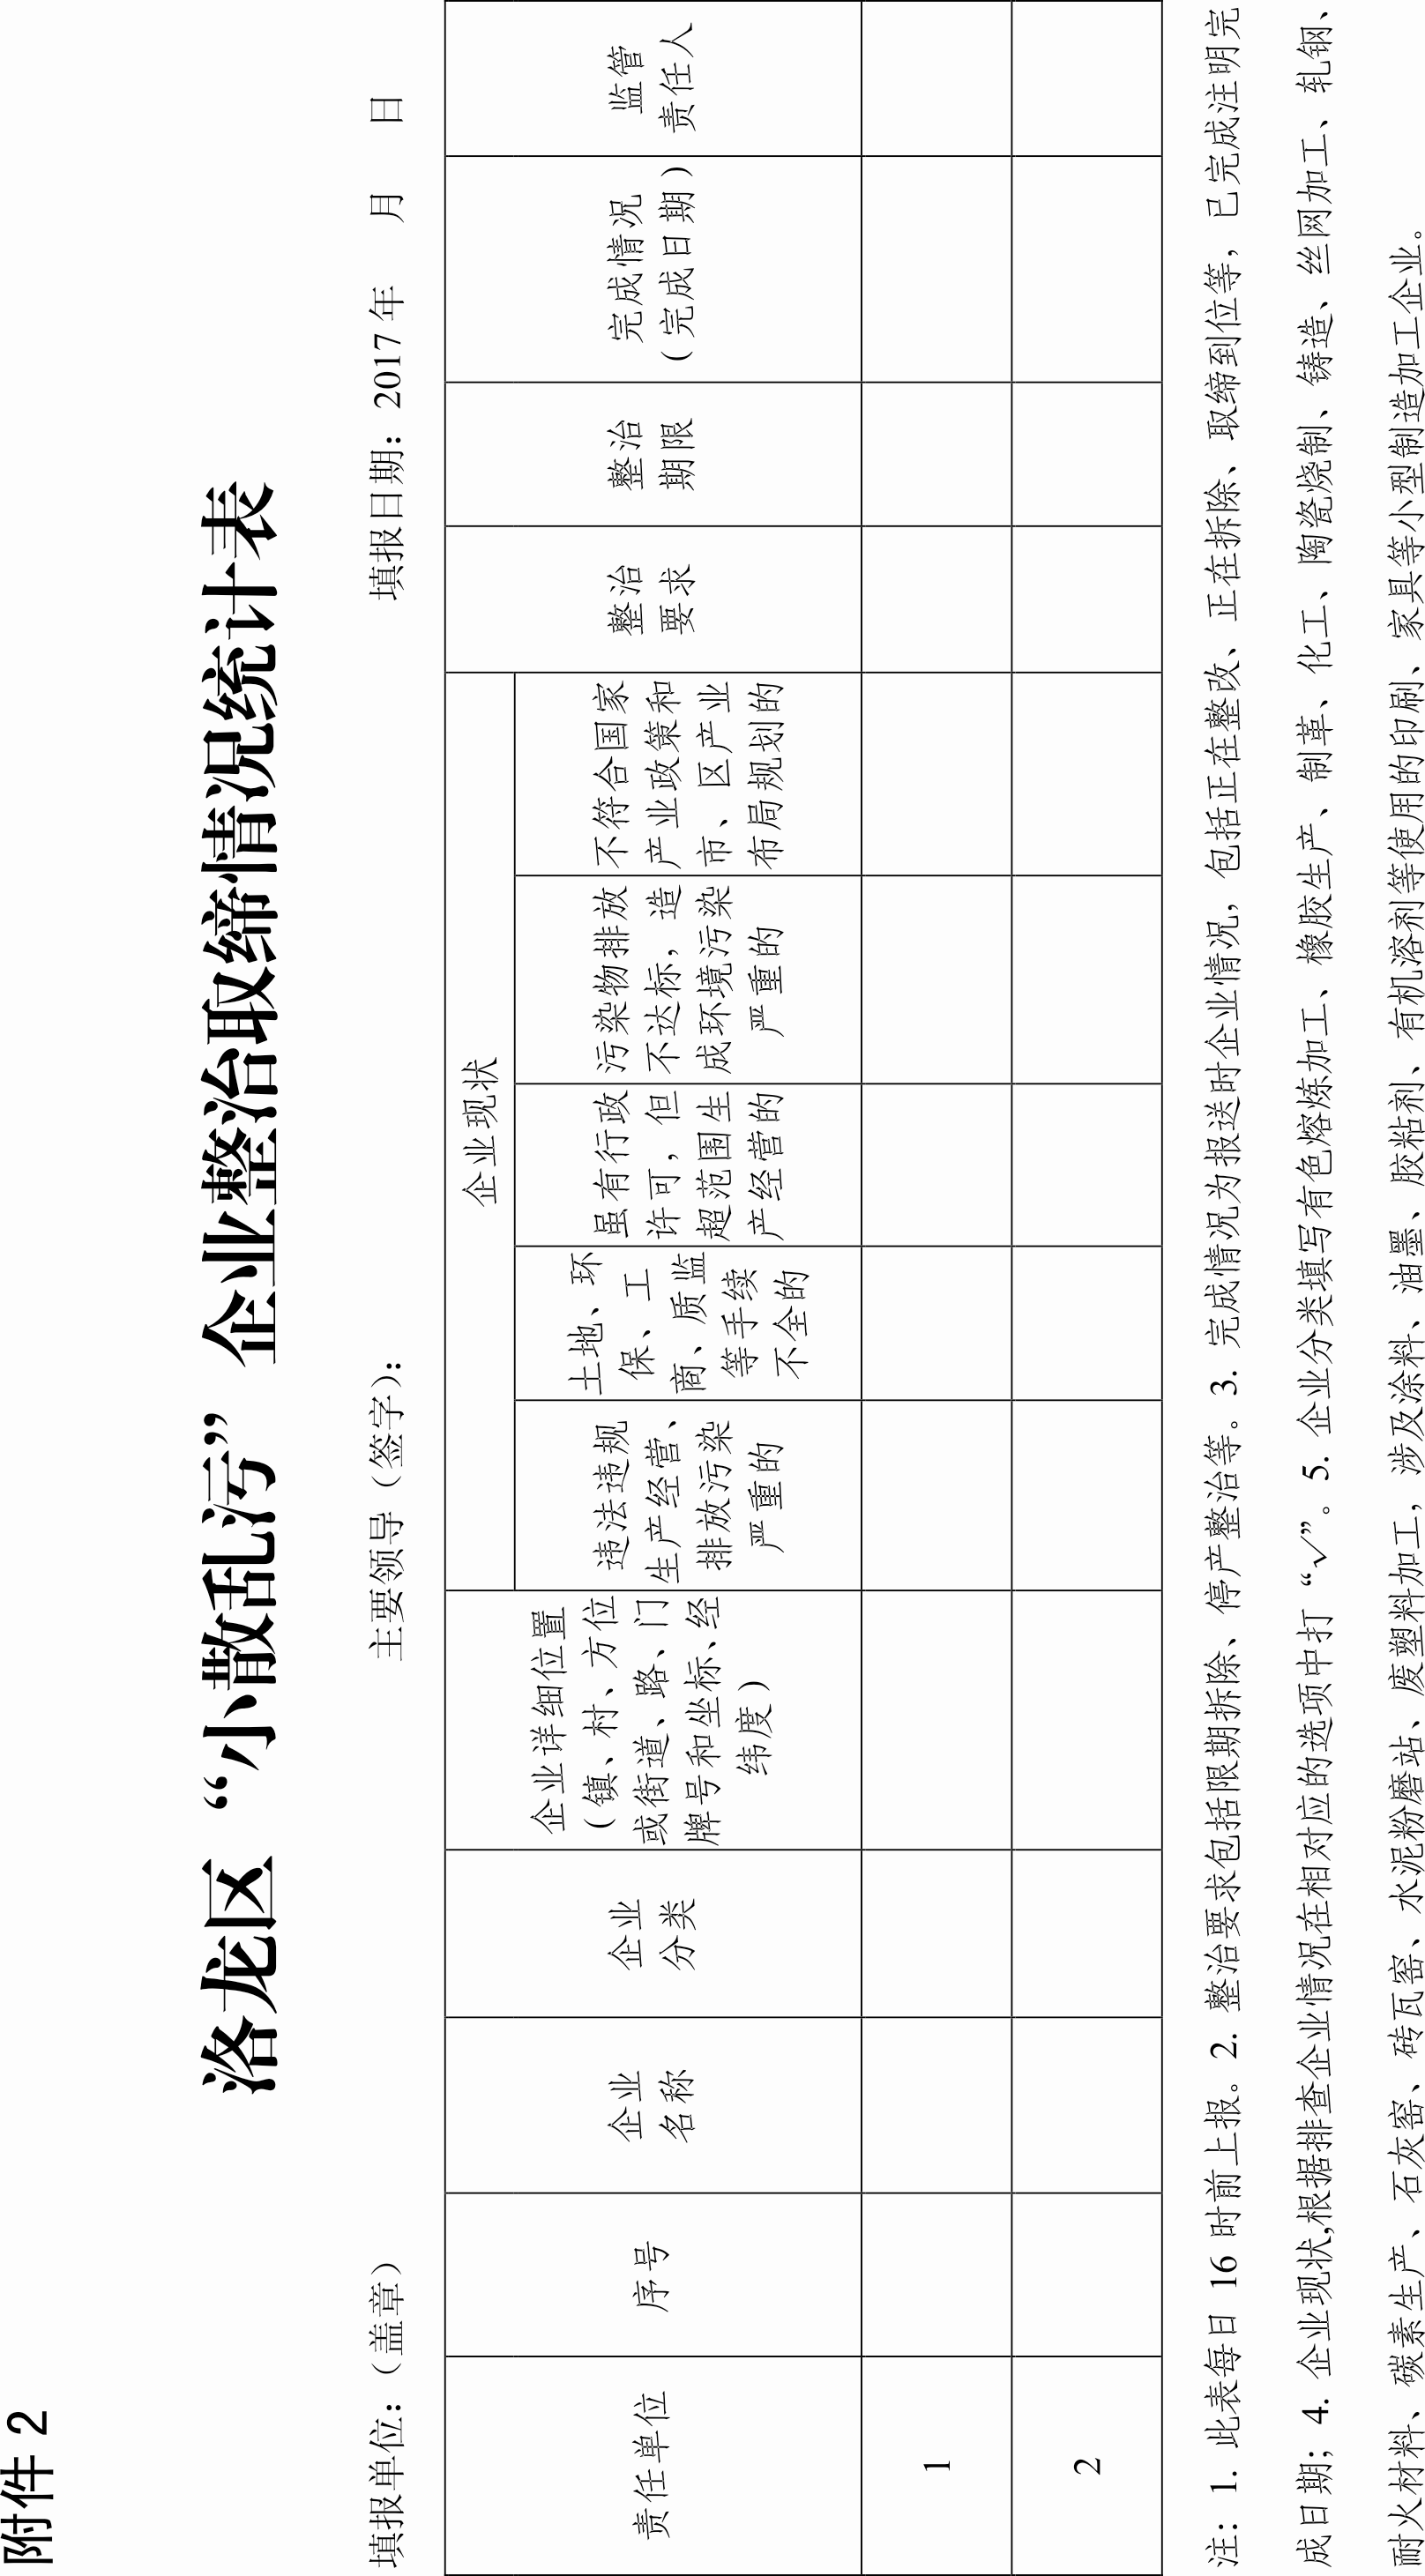 附件 2
洛龙区“小散乱污”企业整治取缔情况统计表
填报单位：（盖章） 主要领导（签字）： 填报日期：2017 年 月 日
责任单位
序号
企业
名称
企业
分类
企业详细位置
（镇、村、方位
或街道、路、门
牌号和坐标、经
纬度）
企业现状
违法违规
生产经营、
排放污染
严重的
土地、环
保、工
商、质监
等手续
不全的
虽有行政
许可，但
超范围生
产经营的
污染物排放
不达标，造
成环境污染
严重的
不符合国家
产业政策和
市、区产业
布局规划的
整治
要求
整治
期限
完成情况
（完成日期）
监管
责任人
1
2
注：1. 此表每日 16 时前上报。2. 整治要求包括限期拆除、停产整治等。3. 完成情况为报送时企业情况，包括正在整改、正在拆除、取缔到位等，已完成注明完
成日期；4. 企业现状,根据排查企业情况在相对应的选项中打“√”。5. 企业分类填写有色熔炼加工、橡胶生产、制革、化工、陶瓷烧制、铸造、丝网加工、轧钢、
耐火材料、碳素生产、石灰窑、砖瓦窑、水泥粉磨站、废塑料加工，涉及涂料、油墨、胶粘剂、有机溶剂等使用的印刷、家具等小型制造加工企业。